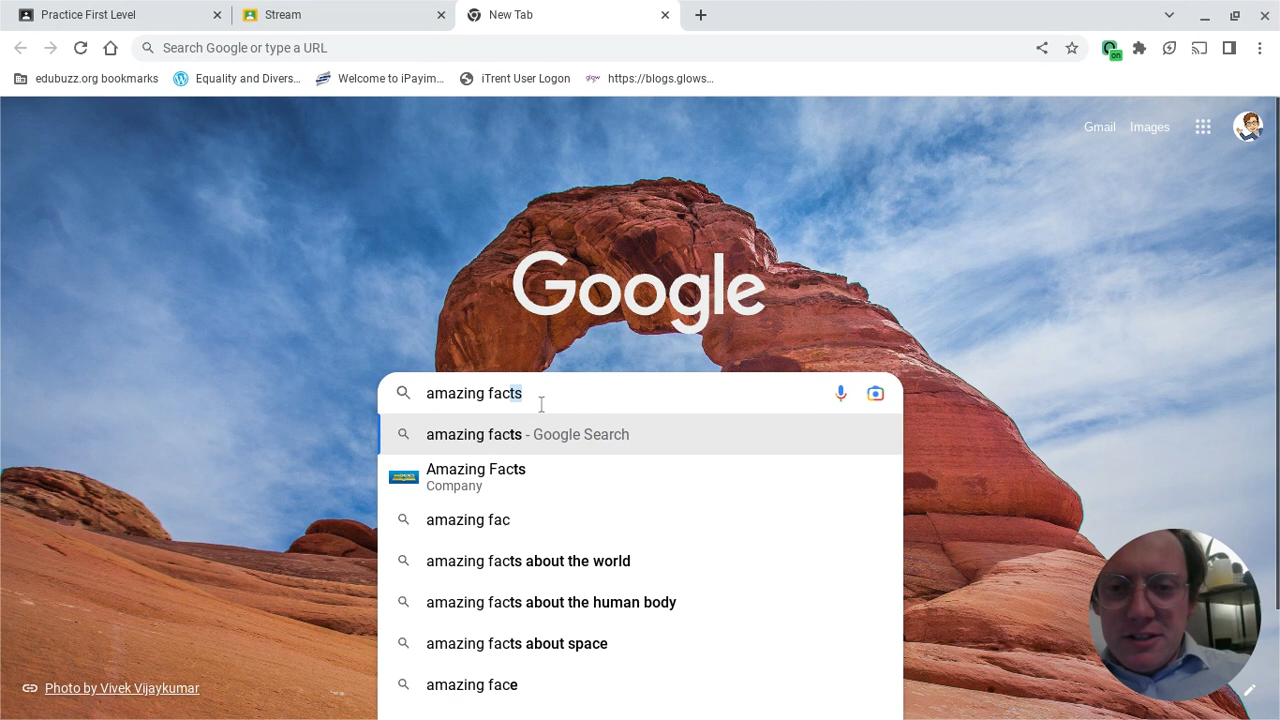 Practice First Level
Stream
New Tab
Search Google or type a URL
on
edubuzz.org bookmarks
Equality and Divers...
Welcome to iPayim...
iTrent User Logon
glow
https://blogs.glows...
Gmail
Images
Google
amazing facts
amazing facts - Google Search
Amazing Facts
Company
amazing fac
amazing facts about the world
amazing facts about the human body
amazing facts about space
amazing face
Photo by Vivek Vijaykumar